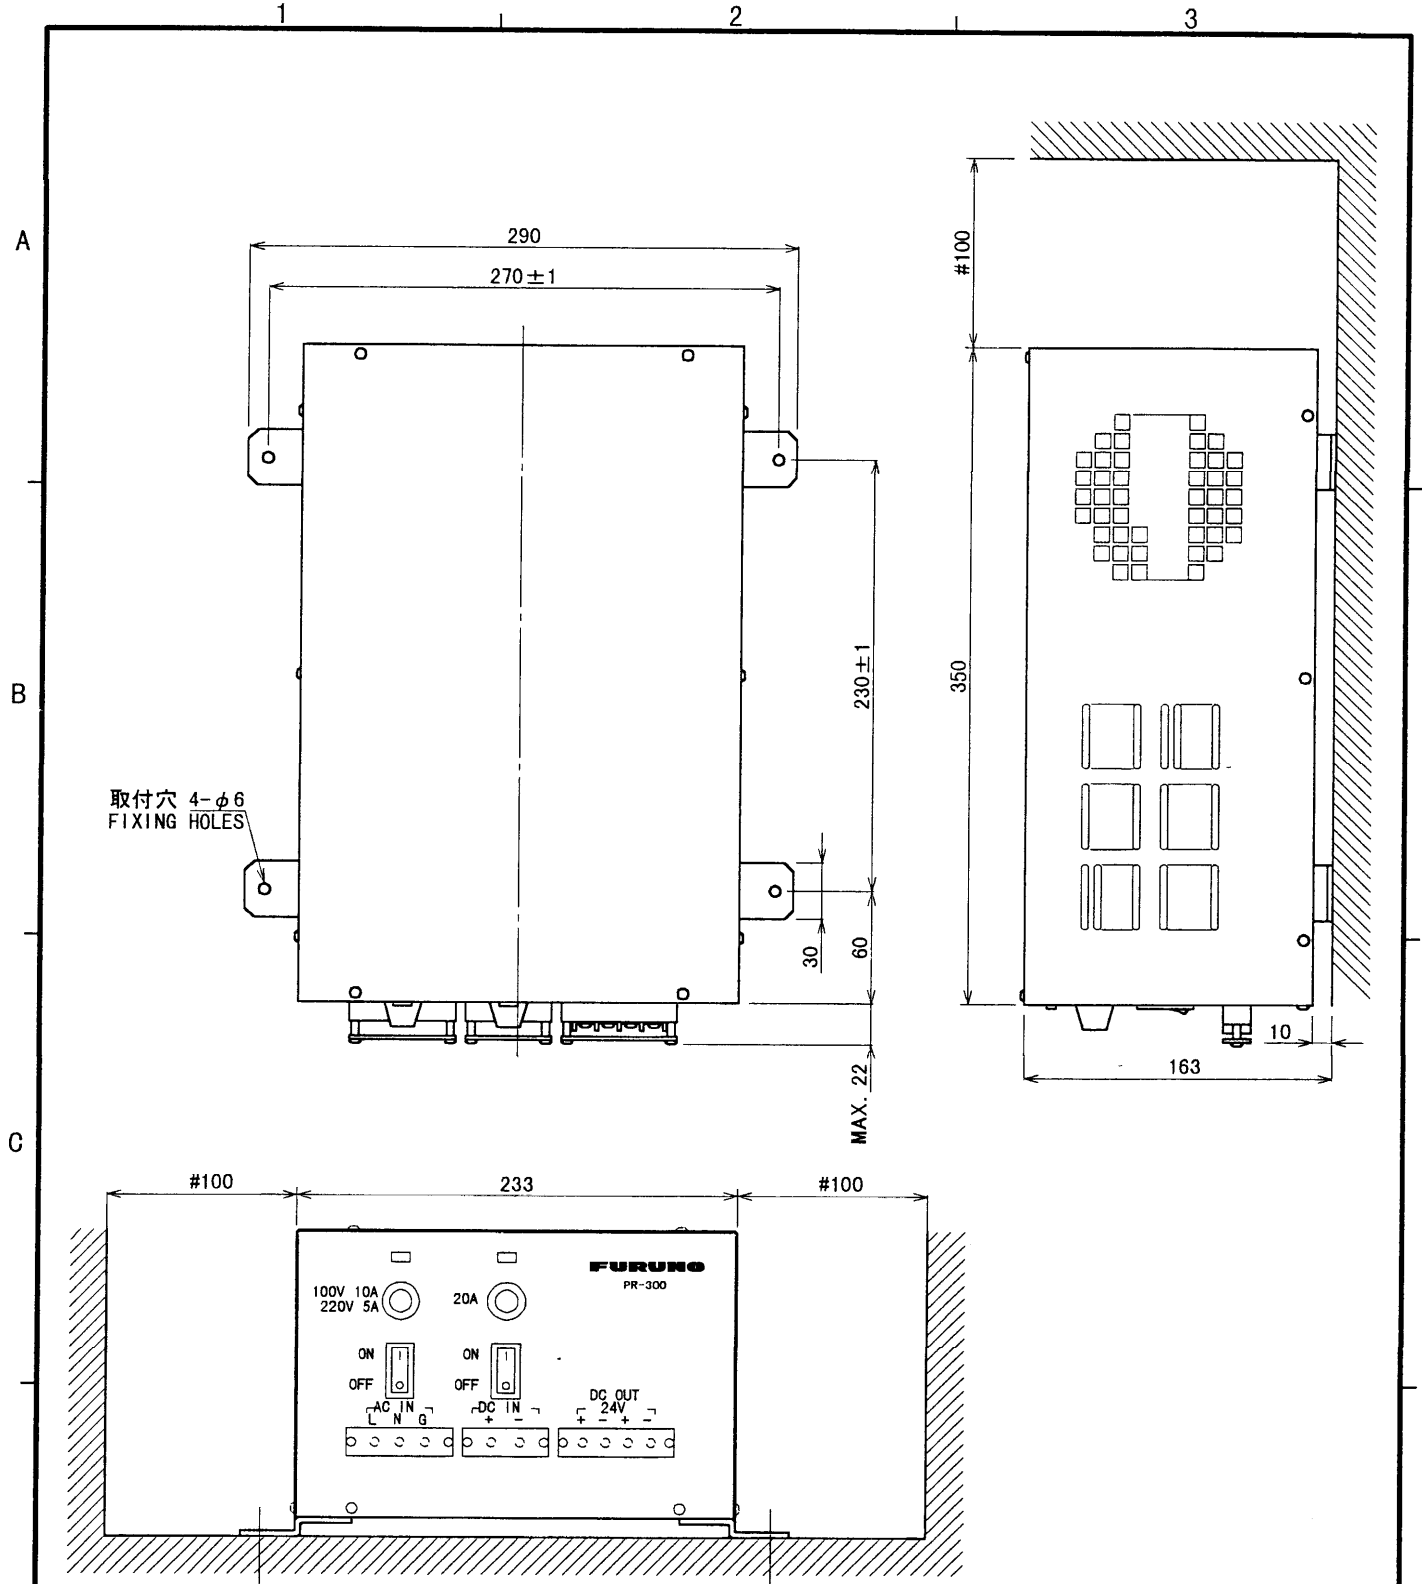 1 2 3
A
B
C
290
270±1
#100
230±1
350
取付穴 4-φ6
FIXING HOLES
30
60
MAX. 22
10
163
#100 233 #100
FURUNO
PR-300
100V 10A
220V 5A
20A
ON ON
OFF OFF
AC IN DC IN DC OUT
24V
L N G + - + - + -